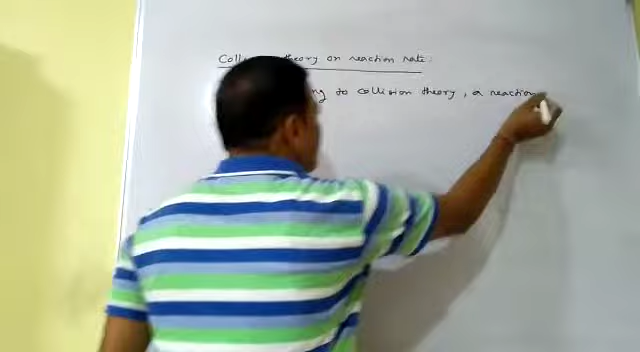 theory on reaction rate:
to collision theory, a reaction